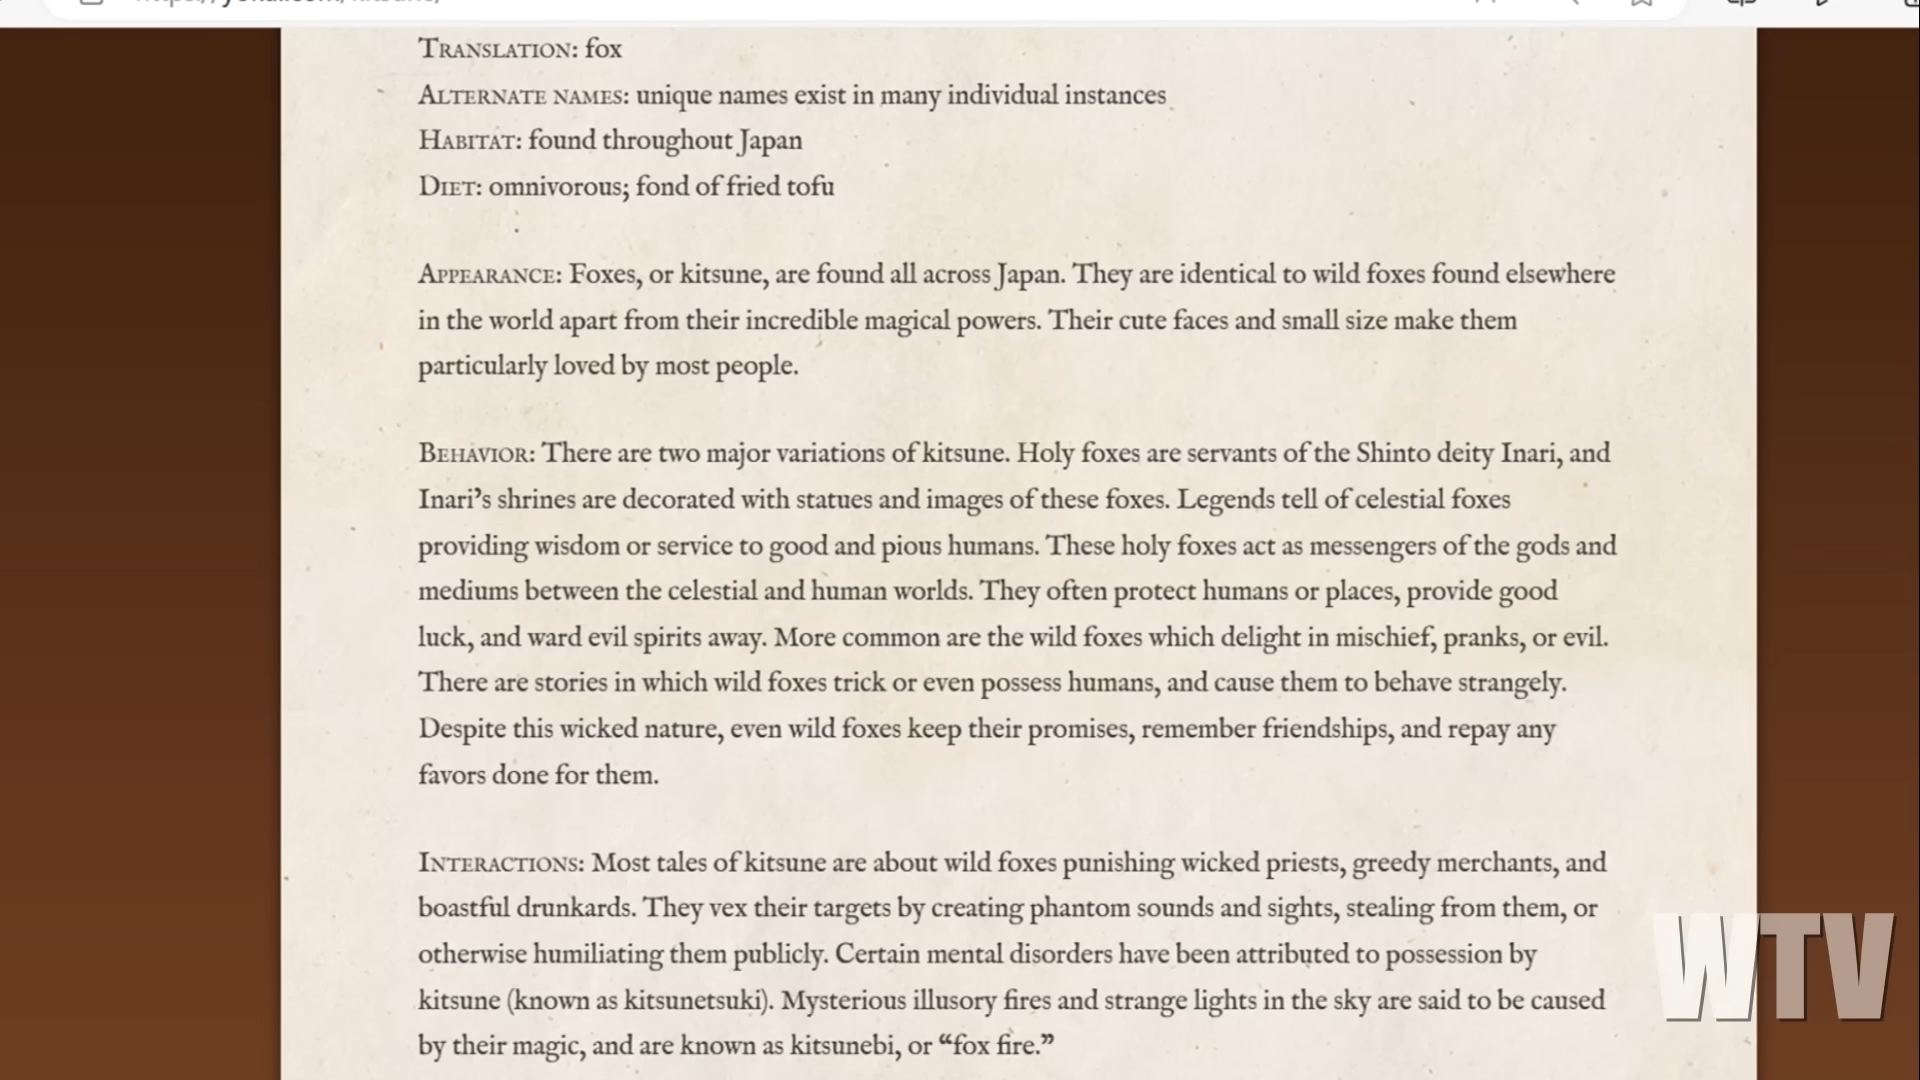 TRANSLATION: fox
ALTERNATE NAMES: unique names exist in many individual instances
HABITAT: found throughout Japan
DIET: omnivorous; fond of fried tofu
APPEARANCE: Foxes, or kitsune, are found all across Japan. They are identical to wild foxes found elsewhere
in the world apart from their incredible magical powers. Their cute faces and small size make them
particularly loved by most people.
BEHAVIOR: There are two major variations of kitsune. Holy foxes are servants of the Shinto deity Inari, and
Inari’s shrines are decorated with statues and images of these foxes. Legends tell of celestial foxes
providing wisdom or service to good and pious humans. These holy foxes act as messengers of the gods and
mediums between the celestial and human worlds. They often protect humans or places, provide good
luck, and ward evil spirits away. More common are the wild foxes which delight in mischief, pranks, or evil.
There are stories in which wild foxes trick or even possess humans, and cause them to behave strangely.
Despite this wicked nature, even wild foxes keep their promises, remember friendships, and repay any
favors done for them.
INTERACTIONS: Most tales of kitsune are about wild foxes punishing wicked priests, greedy merchants, and
boastful drunkards. They vex their targets by creating phantom sounds and sights, stealing from them, or
otherwise humiliating them publicly. Certain mental disorders have been attributed to possession by
kitsune (known as kitsunetsuki). Mysterious illusory fires and strange lights in the sky are said to be caused
by their magic, and are known as kitsunebi, or “fox fire.”
WTV